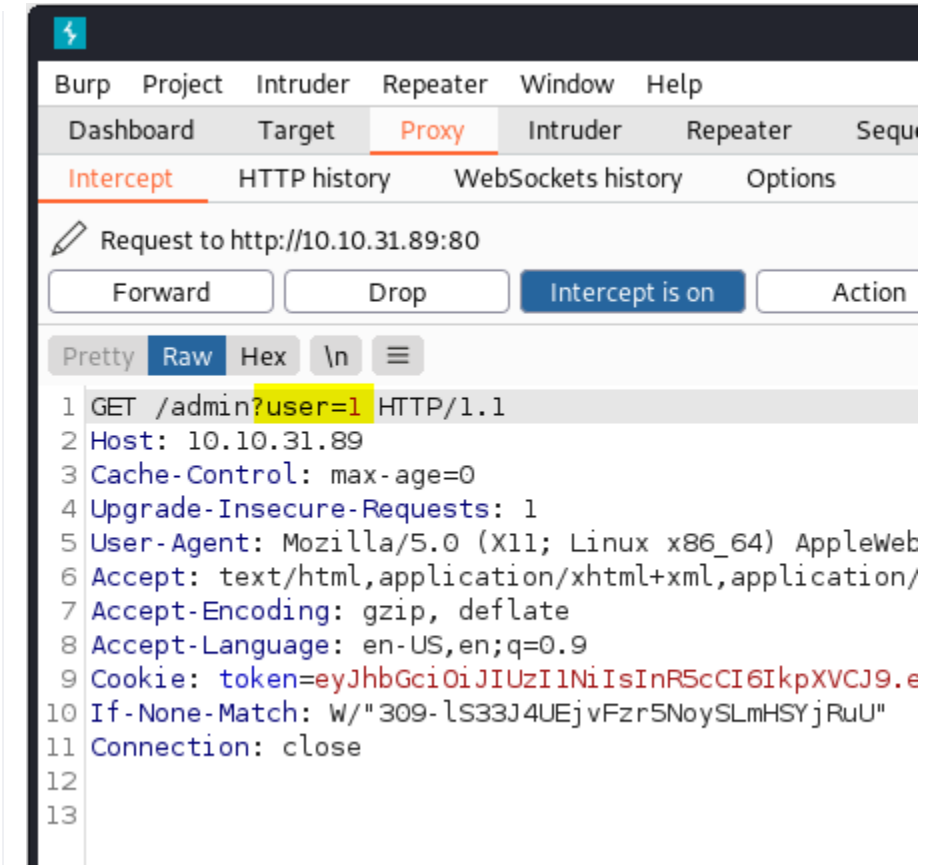 Burp Project Intruder Repeater Window Help
Dashboard Target Proxy Intruder Repeater Sequ
Intercept HTTP history WebSockets history Options
Request to http://10.10.31.89:80
Forward Drop Intercept is on Action
Pretty Raw Hex \n
1 GET /admin?user=1 HTTP/1.1
2 Host: 10.10.31.89
3 Cache-Control: max-age=0
4 Upgrade-Insecure-Requests: 1
5 User-Agent: Mozilla/5.0 (X11; Linux x86_64) AppleWeb
6 Accept: text/html,application/xhtml+xml,application/
7 Accept-Encoding: gzip, deflate
8 Accept-Language: en-US,en;q=0.9
9 Cookie: token=eyJhbGciOiJIUzI1NiIsInR5cCI6IkpXVCJ9.e
10 If-None-Match: W/"309-lS33J4UEjvFzr5NoySLmHSYjRuU"
11 Connection: close
12
13